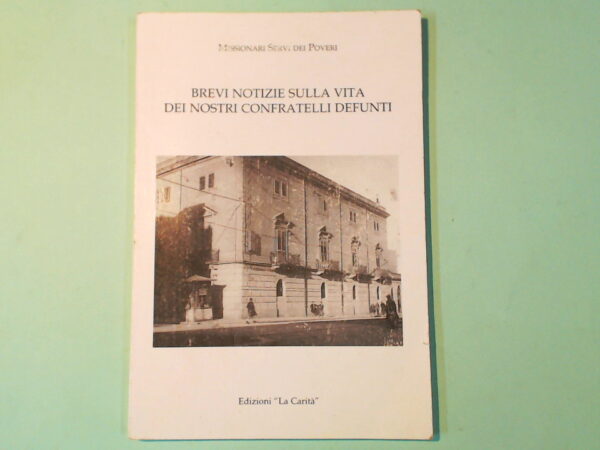 Missionari Servi dei Poveri
BREVI NOTIZIE SULLA VITA
DEI NOSTRI CONFRATELLI DEFUNTI
Edizioni "La Carità"